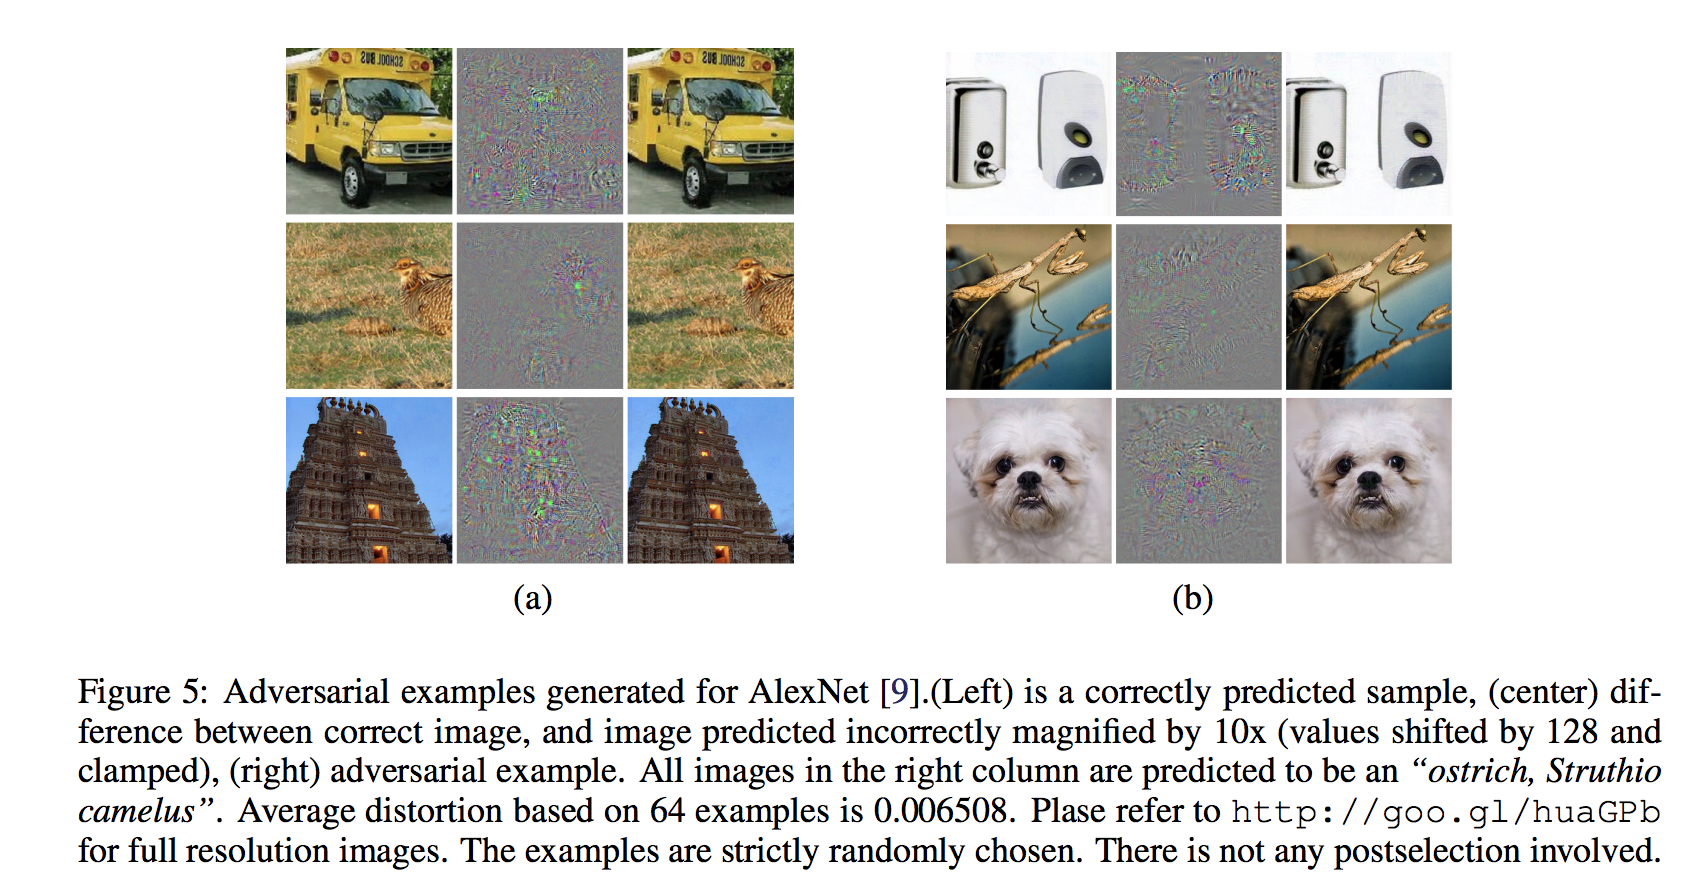 SCHOOL BUS
SCHOOL BUS
(a)
(b)
Figure 5: Adversarial examples generated for AlexNet [9].(Left) is a correctly predicted sample, (center) dif-
ference between correct image, and image predicted incorrectly magnified by 10x (values shifted by 128 and
clamped), (right) adversarial example. All images in the right column are predicted to be an “ostrich, Struthio
camelus”. Average distortion based on 64 examples is 0.006508. Plase refer to http://goo.gl/huaGPb
for full resolution images. The examples are strictly randomly chosen. There is not any postselection involved.